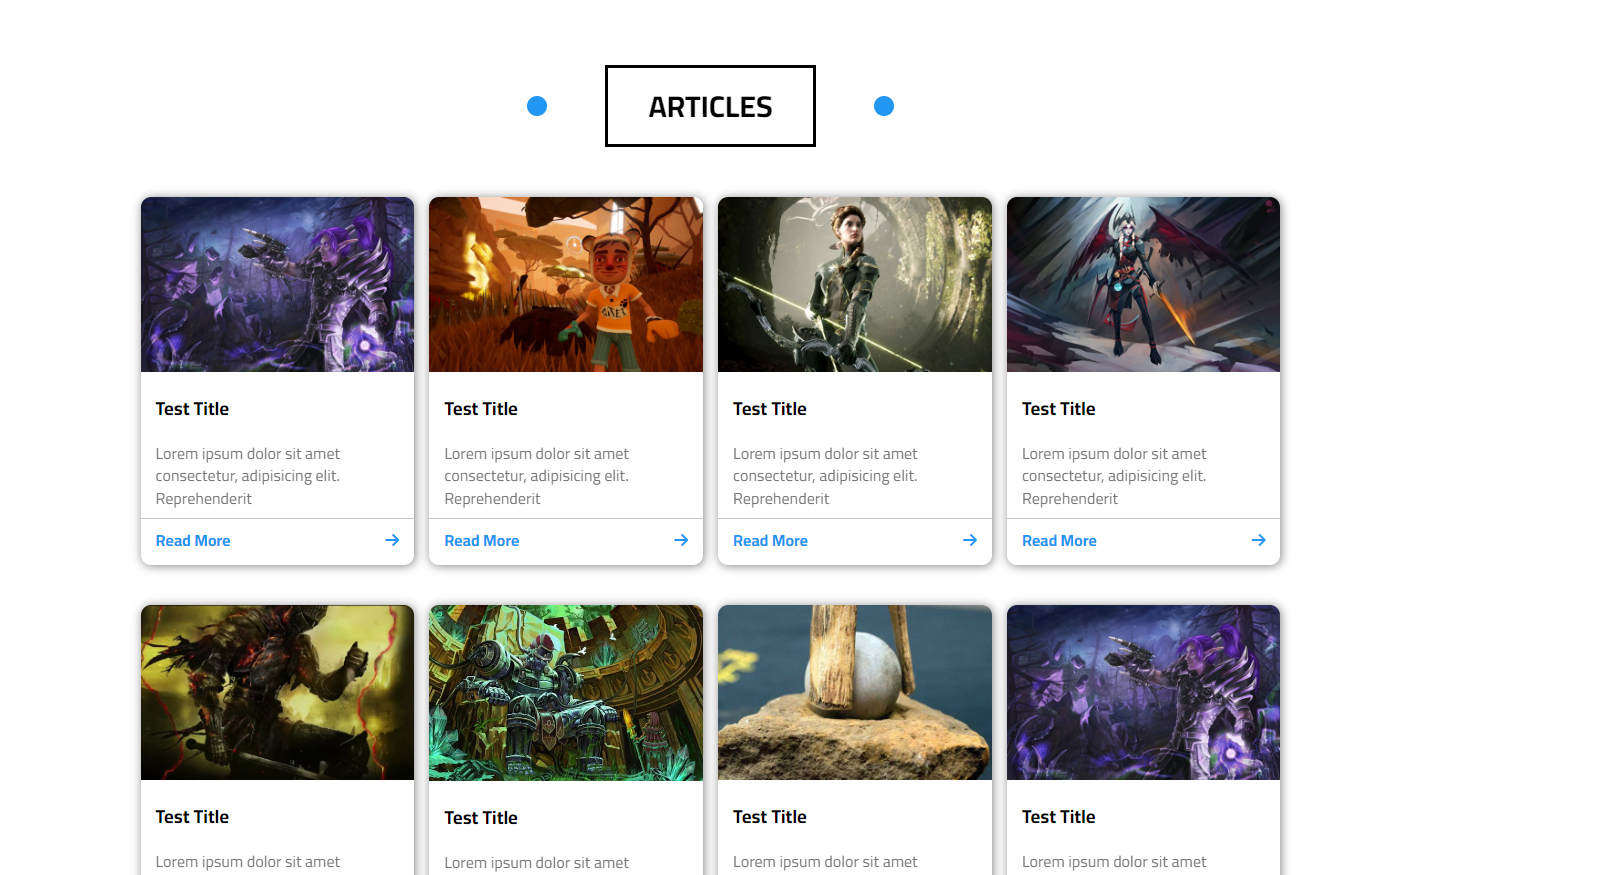 ARTICLES
Test Title
Lorem ipsum dolor sit amet
consectetur, adipisicing elit.
Reprehenderit
Read More
Test Title
Lorem ipsum dolor sit amet
consectetur, adipisicing elit.
Reprehenderit
Read More
Test Title
Lorem ipsum dolor sit amet
consectetur, adipisicing elit.
Reprehenderit
Read More
Test Title
Lorem ipsum dolor sit amet
consectetur, adipisicing elit.
Reprehenderit
Read More
Test Title
Lorem ipsum dolor sit amet
Test Title
Lorem ipsum dolor sit amet
Test Title
Lorem ipsum dolor sit amet
Test Title
Lorem ipsum dolor sit amet